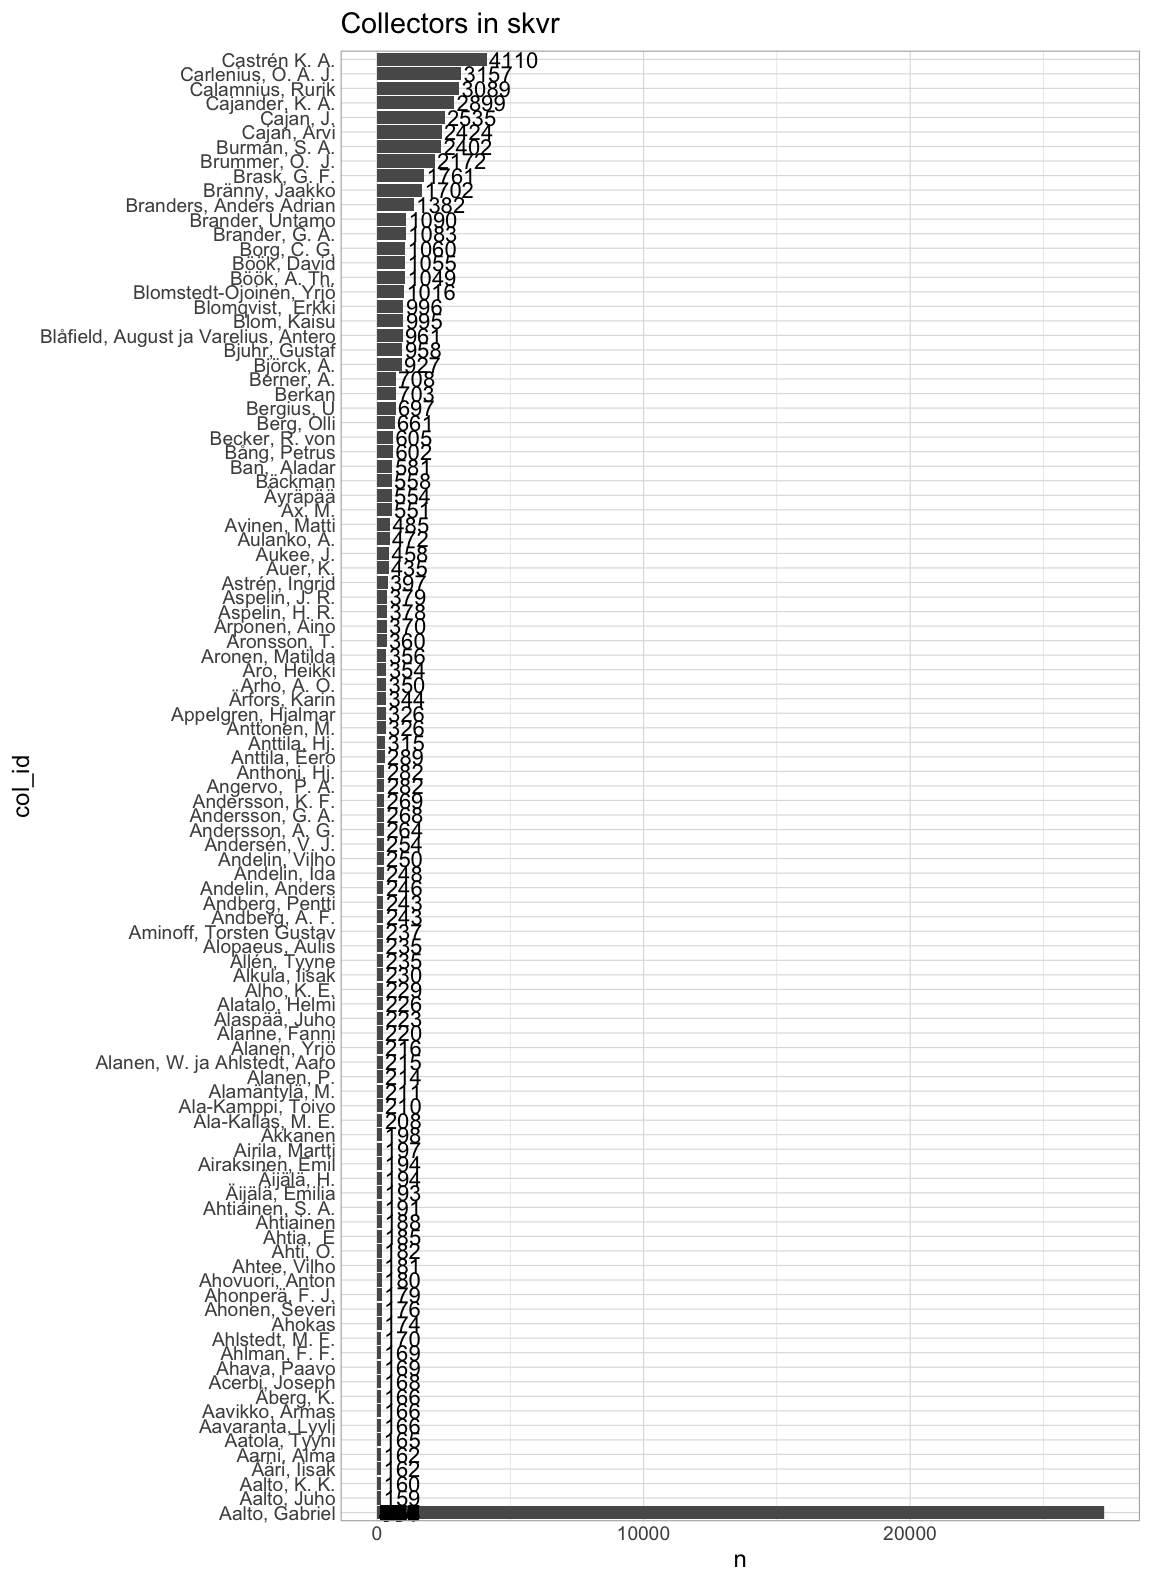 Collectors in skvr
Castrén K. A. 4110
Carlenius, O. A. J. 3157
Calamnius, Rurik 3089
Cajander, K. A. 2899
Cajan, J. 2535
Cajan, Arvi 2424
Burman, S. A. 2402
Brummer, O. J. 2172
Brask, G. F. 1761
Bränny, Jaakko 1702
Branders, Anders Adrian 1382
Brander, Untamo 1090
Brander, G. A. 1083
Borg, C. G. 1060
Böök, David 1055
Böök, A. Th. 1049
Blomstedt-Ojoinen, Yrjö 1016
Blomqvist, Erkki 996
Blom, Kaisu 995
Blåfield, August ja Varelius, Antero 961
Bjuhr, Gustaf 958
Björck, A. 927
Berner, A. 708
Berkan 703
Bergius, U 697
Berg, Olli 661
Becker, R. von 605
Bång, Petrus 602
Ban, Aladar 581
Bäckman 558
Äyräpää 554
Ax, M. 551
Avinen, Matti 485
Aulanko, A. 472
Aukee, J. 458
Auer, K. 435
Astrén, Ingrid 397
Aspelin, J. R. 379
Aspelin, H. R. 378
Arponen, Aino 370
Aronsson, T. 360
Aronen, Matilda 356
Aro, Heikki 354
Arho, A. O. 350
Ärfors, Karin 344
Appelgren, Hjalmar 326
Anttonen, M. 326
Anttila, Hj. 315
Anttila, Eero 289
Anthoni, Hj. 282
Angervo, P. A. 282
Andersson, K. F. 269
Andersson, G. A. 268
Andersson, A. G. 264
Andersén, V. J. 254
Andelin, Vilho 250
Andelin, Ida 248
Andelin, Anders 246
Andberg, Pentti 243
Andberg, A. F. 243
Aminoff, Torsten Gustav 237
Alopaeus, Aulis 235
Allén, Tyyne 235
Alkula, Iisak 230
Alho, K. E. 229
Alatalo, Helmi 226
Alaspää, Juho 223
Alanne, Fanni 220
Alanen, Yrjö 216
Alanen, W. ja Ahlstedt, Aaro 215
Alanen, P. 214
Alamäntylä, M. 211
Ala-Kamppi, Toivo 210
Ala-Kallas, M. E. 208
Akkanen 198
Airila, Martti 197
Airaksinen, Emil 194
Äijälä, H. 194
Äijälä, Emilia 193
Ahtiainen, S. A. 191
Ahtiainen 188
Ahtia, E 185
Ahti, O. 182
Ahtee, Vilho 181
Ahovuori, Anton 180
Ahonperä, F. J. 179
Ahonen, Severi 176
Ahokas 174
Ahlstedt, M. F. 170
Ahlman, F. F. 169
Ahava, Paavo 169
Acerbi, Joseph 168
Åberg, K. 166
Aavikko, Armas 166
Aavaranta, Lyyli 166
Aatola, Tyyni 165
Aarni, Alma 162
Ääri, Iisak 162
Aalto, K. K. 160
Aalto, Juho 159
Aalto, Gabriel
0 10000 20000
n
col_id